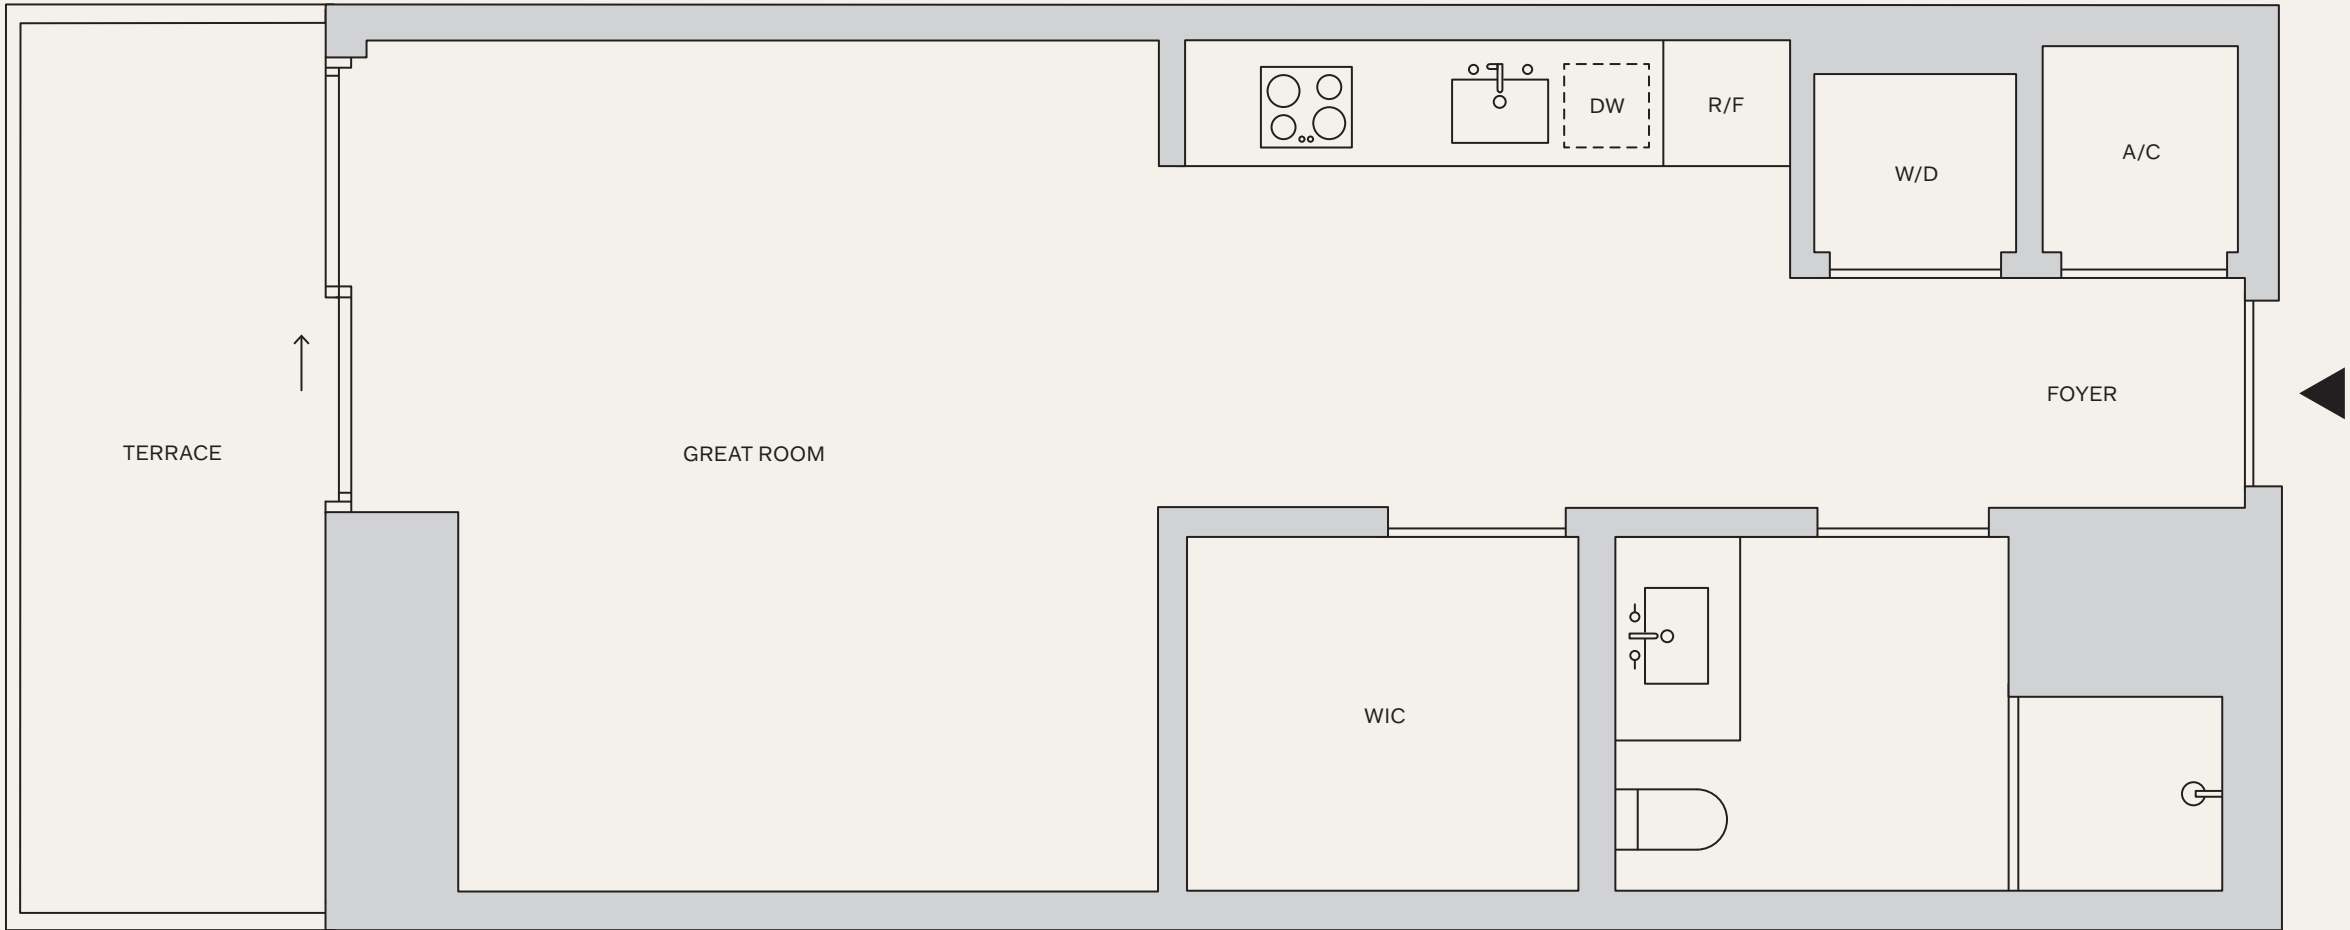 DW
R/F
A/C
W/D
FOYER
TERRACE
GREAT ROOM
WIC